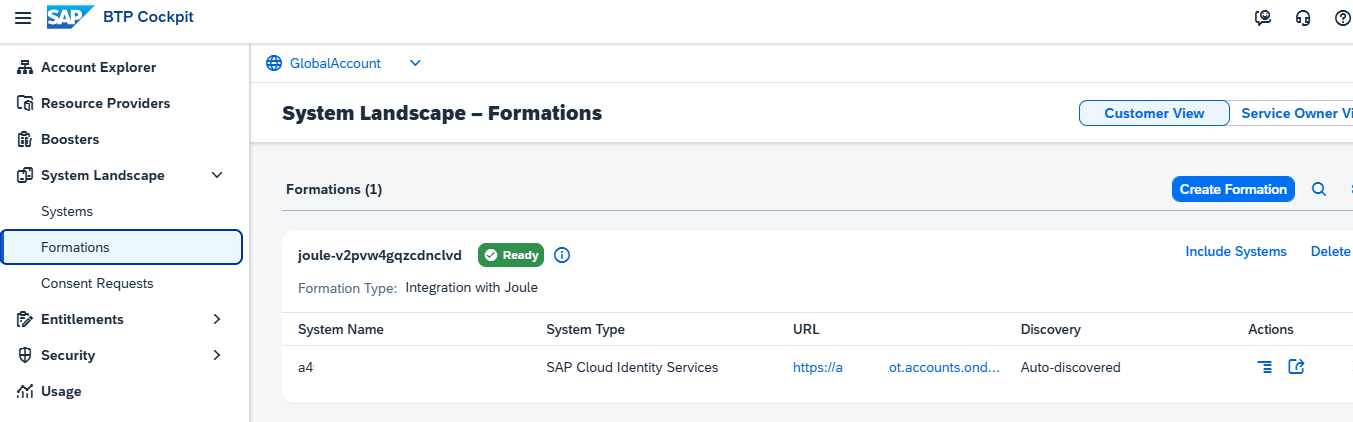 SAP BTP Cockpit
Account Explorer
Resource Providers
Boosters
System Landscape
Systems
Formations
Consent Requests
Entitlements
Security
Usage
GlobalAccount
System Landscape – Formations
Customer View Service Owner Vi
Formations (1) Create Formation
joule-v2pvw4gqzcdnclvd Ready Include Systems Delete
Formation Type: Integration with Joule
System Name System Type URL Discovery Actions
a4 SAP Cloud Identity Services https://a ot.accounts.ond... Auto-discovered